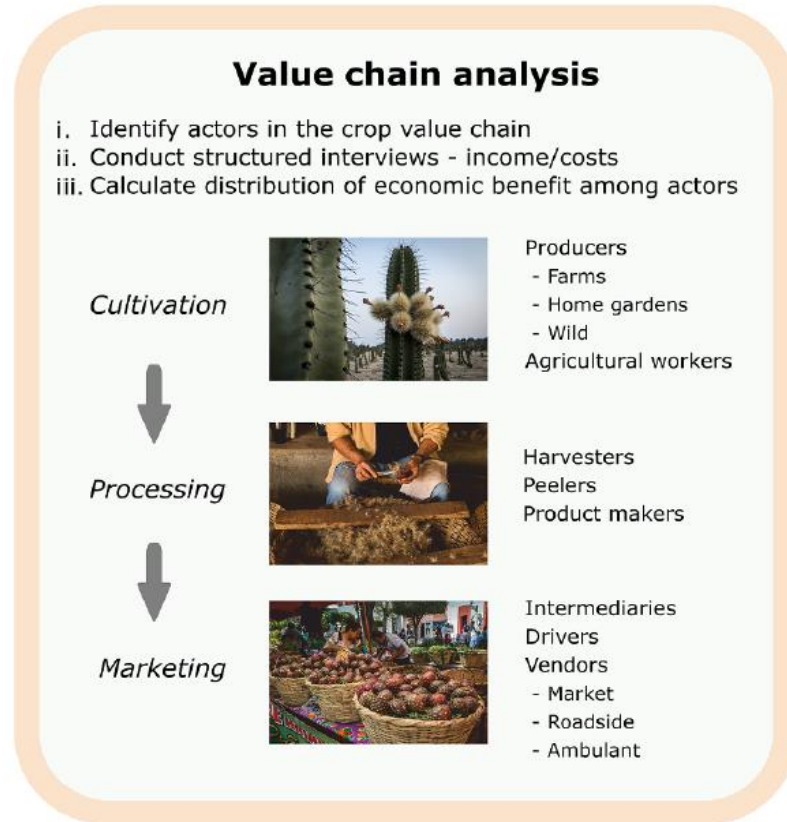 Value chain analysis
i. Identify actors in the crop value chain
ii. Conduct structured interviews - income/costs
iii. Calculate distribution of economic benefit among actors
Cultivation
Producers
- Farms
- Home gardens
- Wild
Agricultural workers
Processing
Harvesters
Peelers
Product makers
Marketing
Intermediaries
Drivers
Vendors
- Market
- Roadside
- Ambulant